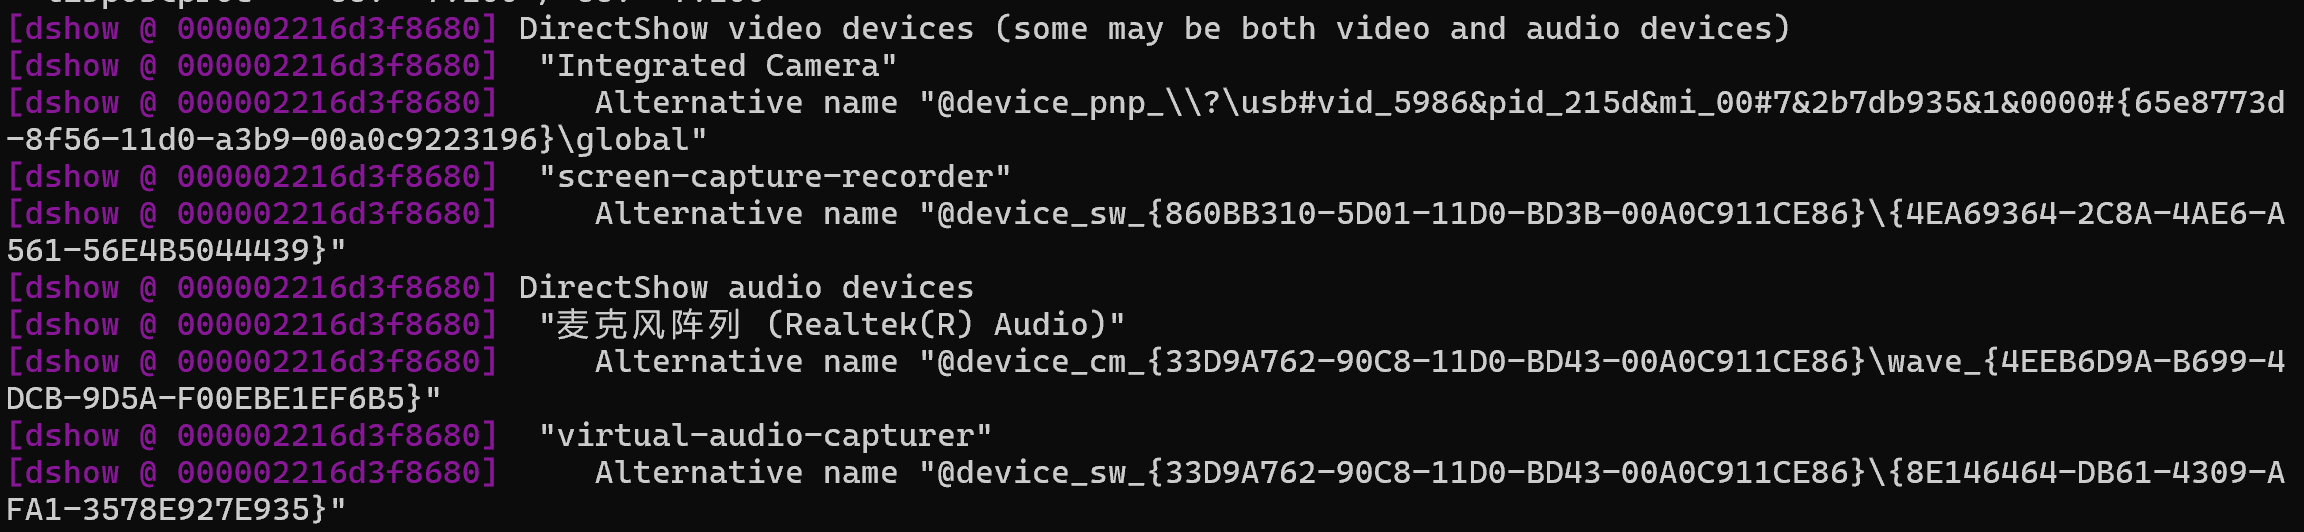 [dshow @ 000002216d3f8680] DirectShow video devices (some may be both video and audio devices)
[dshow @ 000002216d3f8680]  "Integrated Camera"
[dshow @ 000002216d3f8680]     Alternative name "@device_pnp_\\?\usb#vid_5986&pid_215d&mi_00#7&2b7db935&1&0000#{65e8773d
-8f56-11d0-a3b9-00a0c9223196}\global"
[dshow @ 000002216d3f8680]  "screen-capture-recorder"
[dshow @ 000002216d3f8680]     Alternative name "@device_sw_{860BB310-5D01-11D0-BD3B-00A0C911CE86}\{4EA69364-2C8A-4AE6-A
561-56E4B5044439}"
[dshow @ 000002216d3f8680] DirectShow audio devices
[dshow @ 000002216d3f8680]  "麦克风阵列 (Realtek(R) Audio)"
[dshow @ 000002216d3f8680]     Alternative name "@device_cm_{33D9A762-90C8-11D0-BD43-00A0C911CE86}\wave_{4EEB6D9A-B699-4
DCB-9D5A-F00EBE1EF6B5}"
[dshow @ 000002216d3f8680]  "virtual-audio-capturer"
[dshow @ 000002216d3f8680]     Alternative name "@device_sw_{33D9A762-90C8-11D0-BD43-00A0C911CE86}\{8E146464-DB61-4309-A
FA1-3578E927E935}"